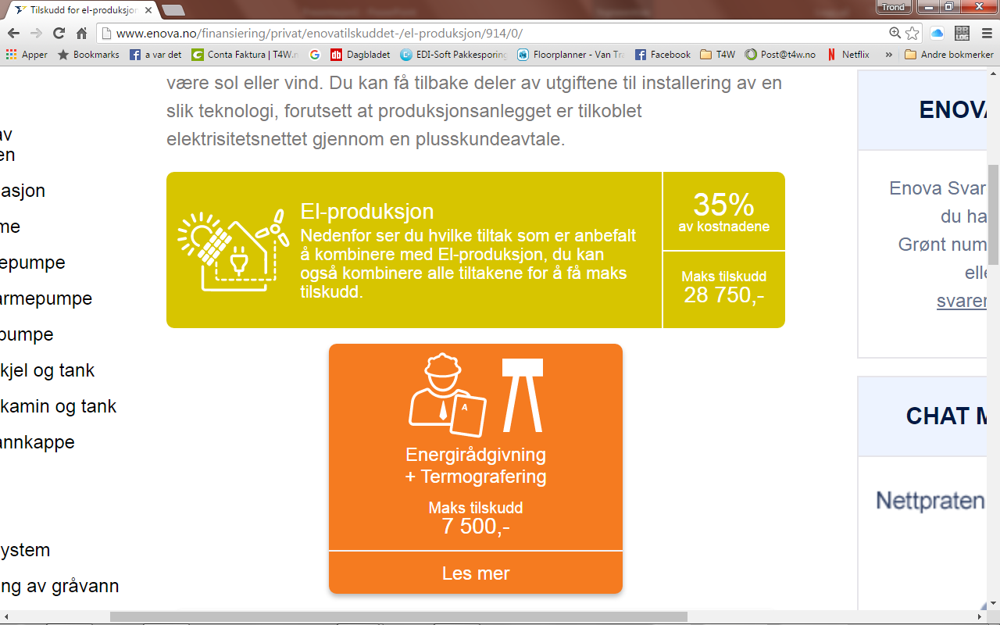 Tilskudd for el-produksjon
Trond
www.enova.no/finansiering/privat/enovatilskuddet-/el-produksjon/914/0/
Apper Bookmarks a var det Conta Faktura | T4W.n Dagbladet EDI-Soft Pakkesporing Floorplanner - Van Tra Facebook T4W Post@t4w.no Netflix » Andre bokmerker
være sol eller vind. Du kan få tilbake deler av utgiftene til installering av en
slik teknologi, forutsett at produksjonsanlegget er tilkoblet
elektrisitetsnettet gjennom en plusskundeavtale.
av
en
asjon
me
epumpe
armepumpe
pumpe
kjel og tank
kamin og tank
annkappe
ystem
ng av gråvann
El-produksjon
Nedenfor ser du hvilke tiltak som er anbefalt
å kombinere med El-produksjon, du kan
også kombinere alle tiltakene for å få maks
tilskudd.
35%
av kostnadene
Maks tilskudd
28 750,-
A
Energirådgivning
+ Termografering
Maks tilskudd
7 500,-
Les mer
ENOVA
Enova Svar
du ha
Grønt num
elle
svarer
CHAT M
Nettpraten